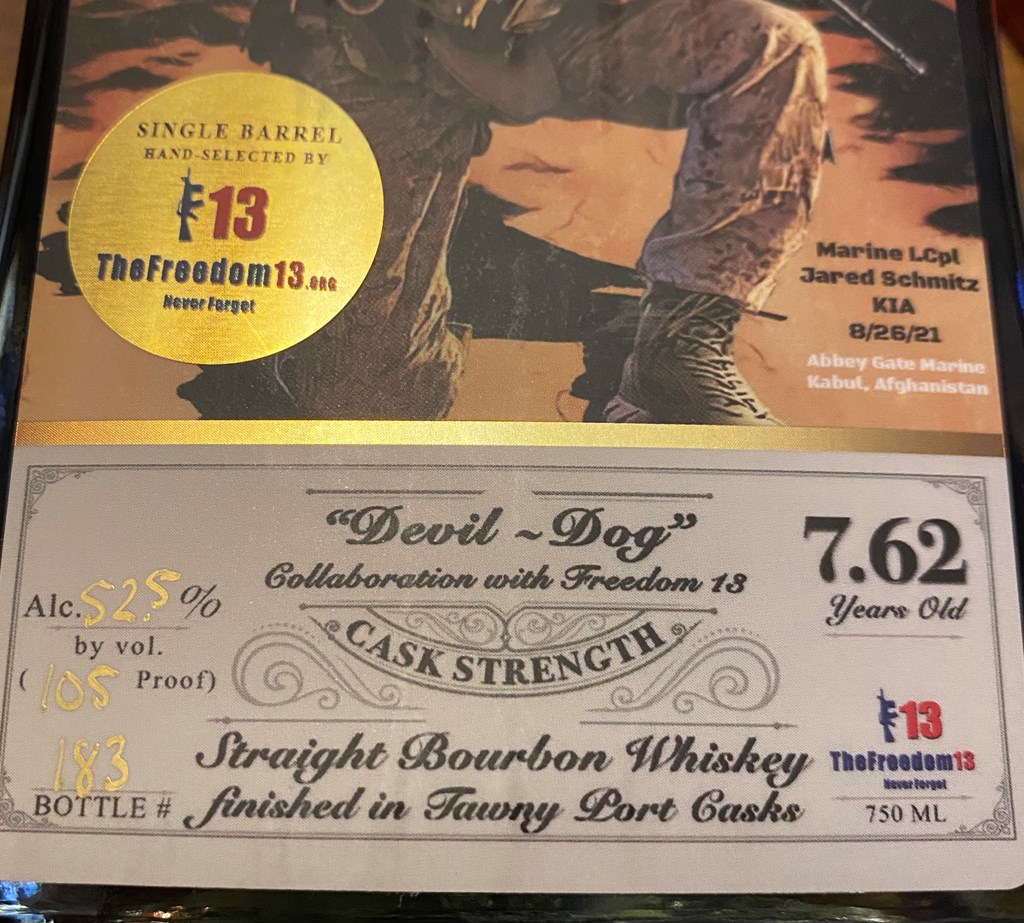 SINGLE BARREL
HAND-SELECTED BY
F13
TheFreedom13.ORG
Never Forget
Marine LCpl
Jared Schmitz
KIA
8/26/21
Abbey Gate Marine
Kabul, Afghanistan
"Devil ~ Dog"
Collaboration with Freedom 13
7.62
Years Old
Alc. 52.5 %
by vol.
(105 Proof)
CASK STRENGTH
183
BOTTLE #
Straight Bourbon Whiskey
finished in Tawny Port Casks
F13
TheFreedom13
Never Forget
750 ML